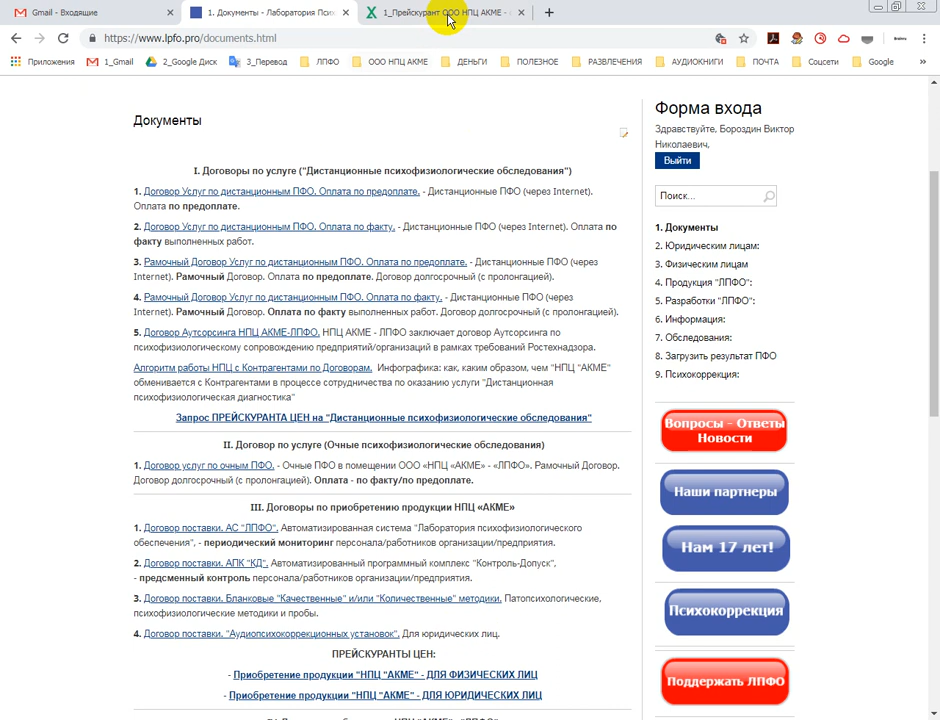 Gmail - Входящие
1. Документы - Лаборатория Псих
1_Прейскурант ООО НПЦ АКМЕ - с
https://www.lpfo.pro/documents.html
Приложения
1_Gmail
2_Google Диск
3_Перевод
ЛПФО
ООО НПЦ АКМЕ
ДЕНЬГИ
ПОЛЕЗНОЕ
РАЗВЛЕЧЕНИЯ
АУДИОКНИГИ
ПОЧТА
Соцсети
Google
»
Документы
I. Договоры по услуге ("Дистанционные психофизиологические обследования")
1. Договор Услуг по дистанционным ПФО. Оплата по предоплате. - Дистанционные ПФО (через Internet).
Оплата по предоплате.
2. Договор Услуг по дистанционным ПФО. Оплата по факту. - Дистанционные ПФО (через Internet). Оплата по
факту выполненных работ.
3. Рамочный Договор Услуг по дистанционным ПФО. Оплата по предоплате. - Дистанционные ПФО (через
Internet). Рамочный Договор. Оплата по предоплате. Договор долгосрочный (с пролонгацией).
4. Рамочный Договор Услуг по дистанционным ПФО. Оплата по факту. - Дистанционные ПФО (через
Internet). Рамочный Договор. Оплата по факту выполненных работ. Договор долгосрочный (с пролонгацией).
5. Договор Аутсорсинга НПЦ АКМЕ-ЛПФО. НПЦ АКМЕ - ЛПФО заключает договор Аутсорсинга по
психофизиологическому сопровождению предприятий/организаций в рамках требований Ростехнадзора.
Алгоритм работы НПЦ с Контрагентами по Договорам. Инфографика: как, каким образом, чем "НПЦ "АКМЕ"
обменивается с Контрагентами в процессе сотрудничества по оказанию услуги "Дистанционная
психофизиологическая диагностика"
Запрос ПРЕЙСКУРАНТА ЦЕН на "Дистанционные психофизиологические обследования"
II. Договор по услуге (Очные психофизиологические обследования)
1. Договор услуг по очным ПФО. - Очные ПФО в помещении ООО «НПЦ «АКМЕ» - «ЛПФО». Рамочный Договор.
Договор долгосрочный (с пролонгацией). Оплата - по факту/по предоплате.
III. Договоры по приобретению продукции НПЦ «АКМЕ»
1. Договор поставки. АС "ЛПФО". Автоматизированная система "Лаборатория психофизиологического
обеспечения", - периодический мониторинг персонала/работников организации/предприятия.
2. Договор поставки. АПК "КД". Автоматизированный программный комплекс "Контроль-Допуск",
- предсменный контроль персонала/работников организации/предприятия.
3. Договор поставки. Бланковые "Качественные" и/или "Количественные" методики. Патопсихологические,
психофизиологические методики и пробы.
4. Договор поставки. "Аудиопсихокоррекционных установок". Для юридических лиц.
ПРЕЙСКУРАНТЫ ЦЕН:
- Приобретение продукции "НПЦ "АКМЕ" - ДЛЯ ФИЗИЧЕСКИХ ЛИЦ
- Приобретение продукции "НПЦ "АКМЕ" - ДЛЯ ЮРИДИЧЕСКИХ ЛИЦ
Форма входа
Здравствуйте, Бороздин Виктор
Николаевич,
Выйти
Поиск...
1. Документы
2. Юридическим лицам:
3. Физическим лицам
4. Продукция "ЛПФО":
5. Разработки "ЛПФО":
6. Информация:
7. Обследования:
8. Загрузить результат ПФО
9. Психокоррекция:
Вопросы - Ответы
Новости
Наши партнеры
Нам 17 лет!
Психокоррекция
Поддержать ЛПФО